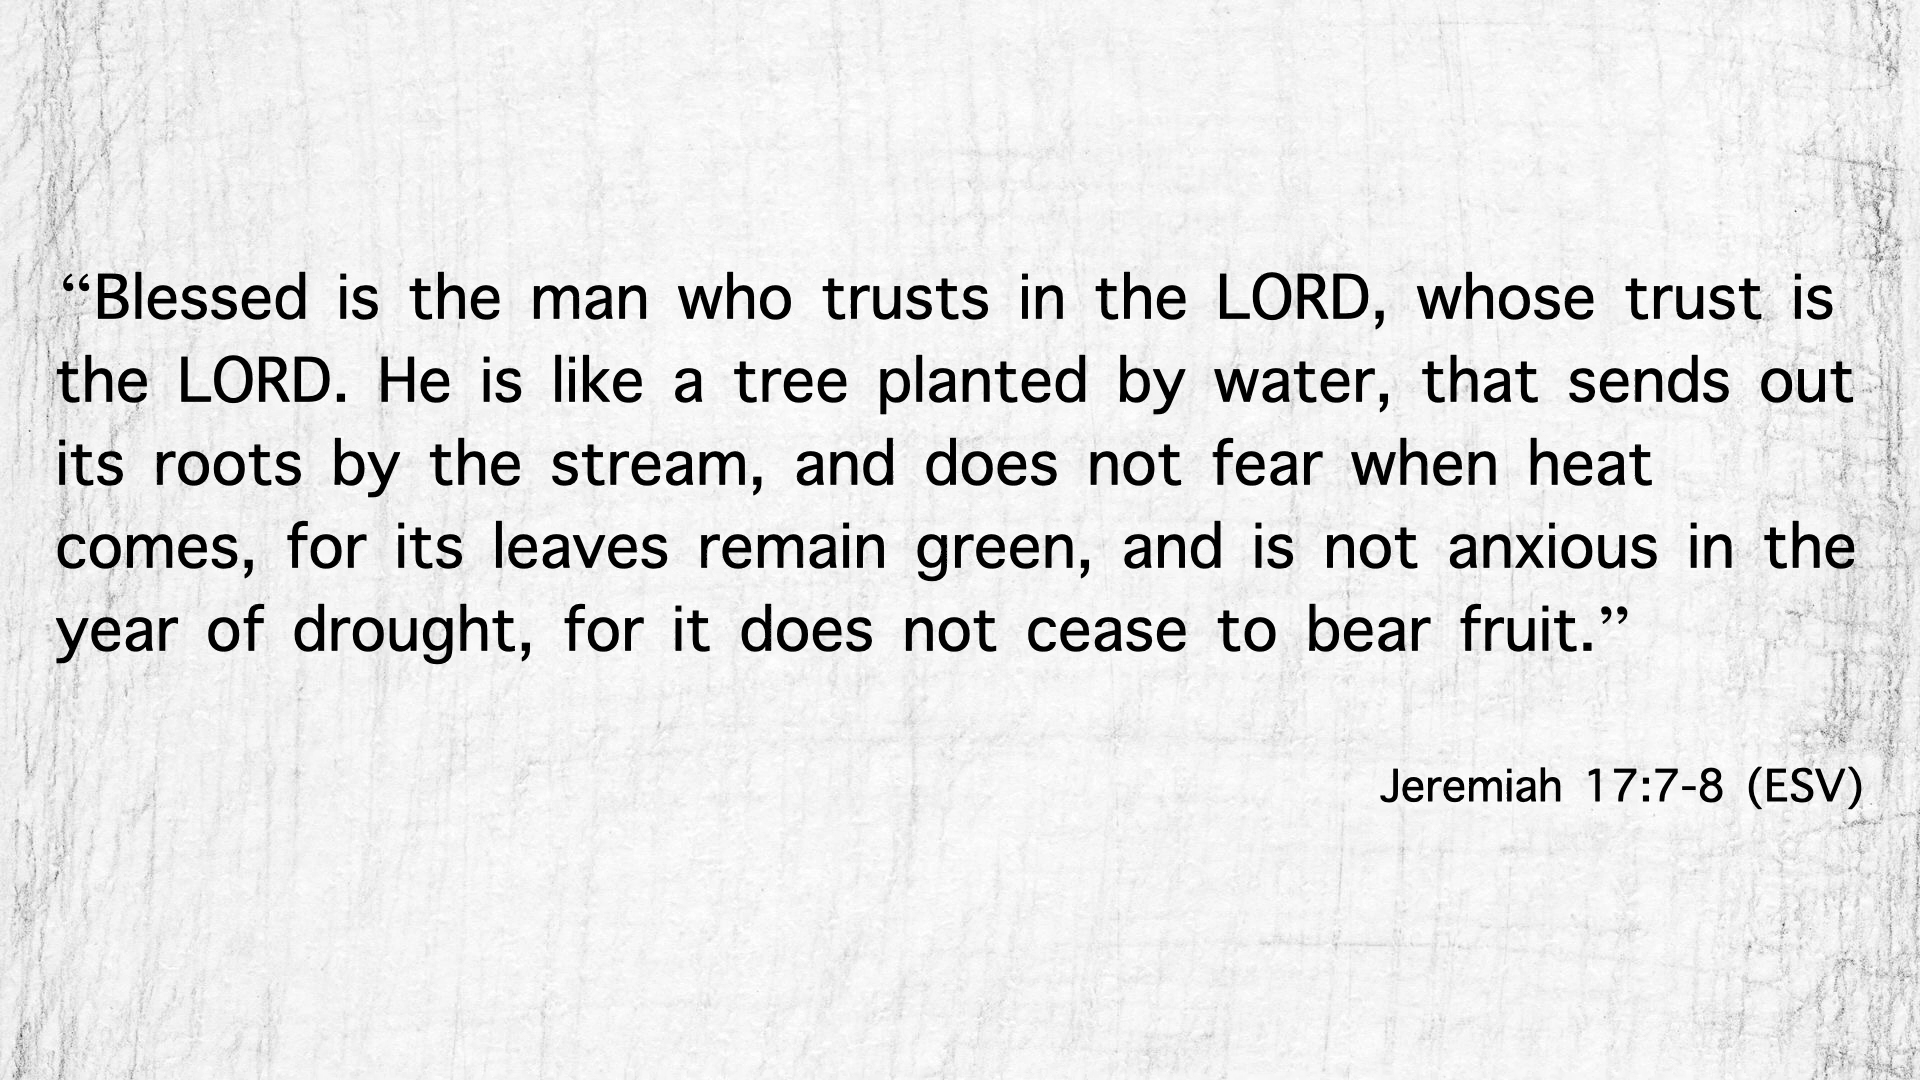 “Blessed is the man who trusts in the LORD, whose trust is
the LORD. He is like a tree planted by water, that sends out
its roots by the stream, and does not fear when heat
comes, for its leaves remain green, and is not anxious in the
year of drought, for it does not cease to bear fruit.”
Jeremiah 17:7-8 (ESV)